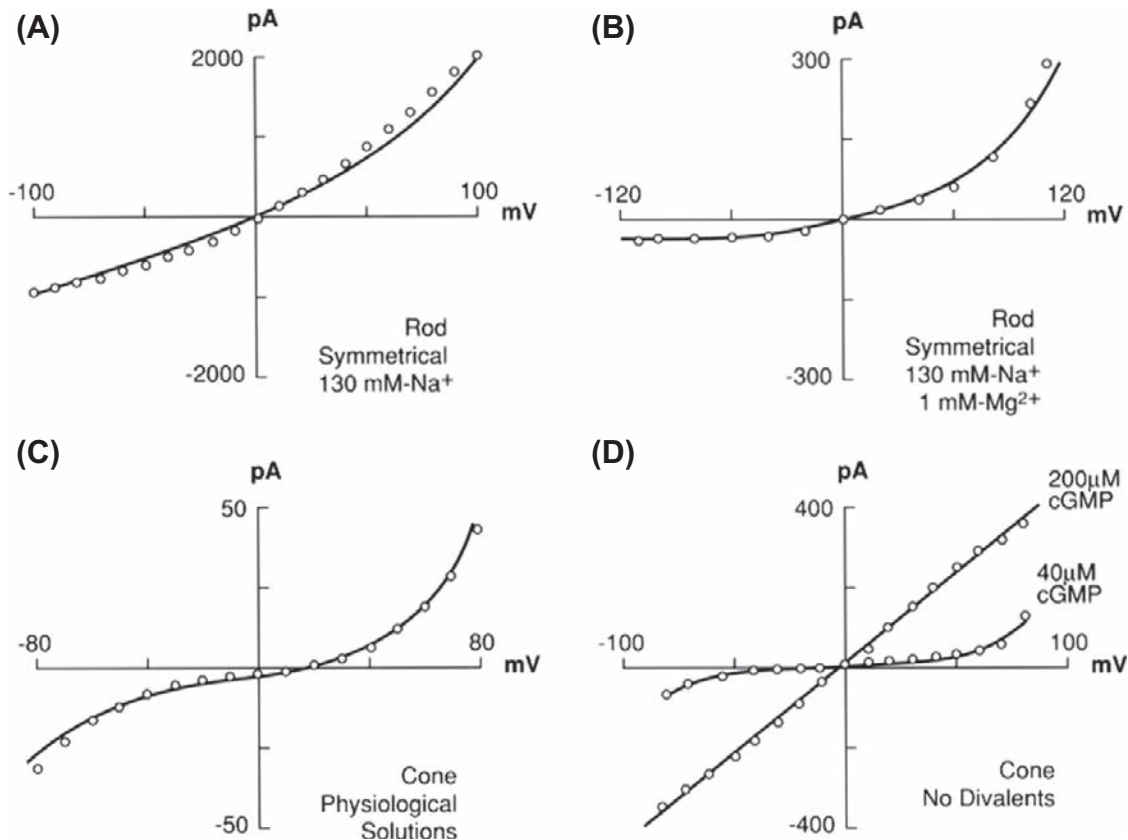 (A)
pA
2000
-100
100
mV
Rod
Symmetrical
130 mM-Na⁺
-2000
(B)
pA
300
-120
120
mV
Rod
Symmetrical
130 mM-Na⁺
1 mM-Mg²⁺
-300
(C)
pA
50
-80
80
mV
Cone
Physiological
Solutions
-50
(D)
pA
400
200μM
cGMP
40μM
cGMP
-100
100
mV
Cone
No Divalents
-400